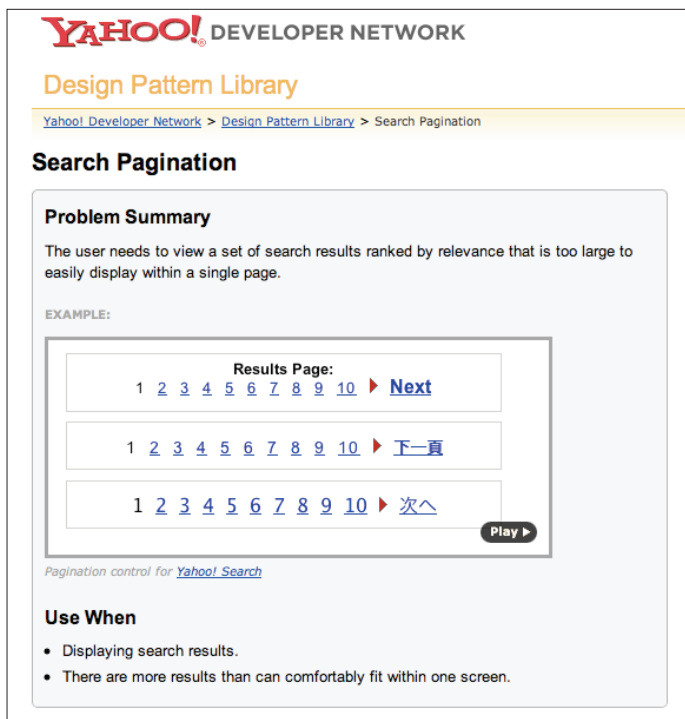 YAHOO!® DEVELOPER NETWORK
Design Pattern Library
Yahoo! Developer Network > Design Pattern Library > Search Pagination
Search Pagination
Problem Summary
The user needs to view a set of search results ranked by relevance that is too large to
easily display within a single page.
EXAMPLE:
Results Page:
1 2 3 4 5 6 7 8 9 10 Next
1 2 3 4 5 6 7 8 9 10 下一頁
1 2 3 4 5 6 7 8 9 10 次へ
Play
Pagination control for Yahoo! Search
Use When
• Displaying search results.
• There are more results than can comfortably fit within one screen.